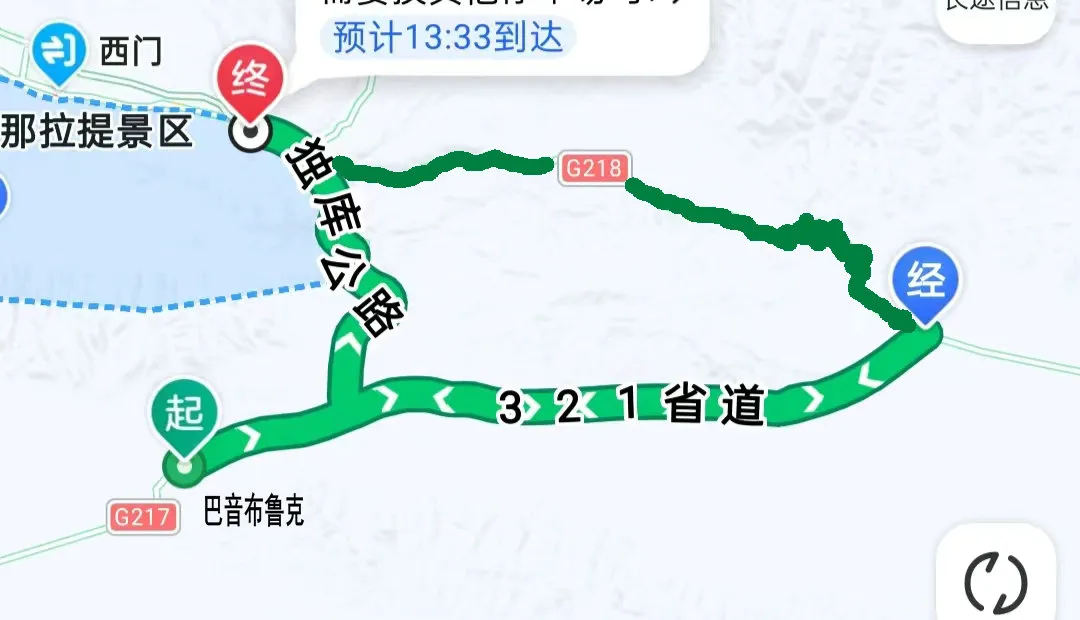 预计13:33到达
西门
终
那拉提景区
独库公路
G218
经
321省道
起
巴音布鲁克
G217